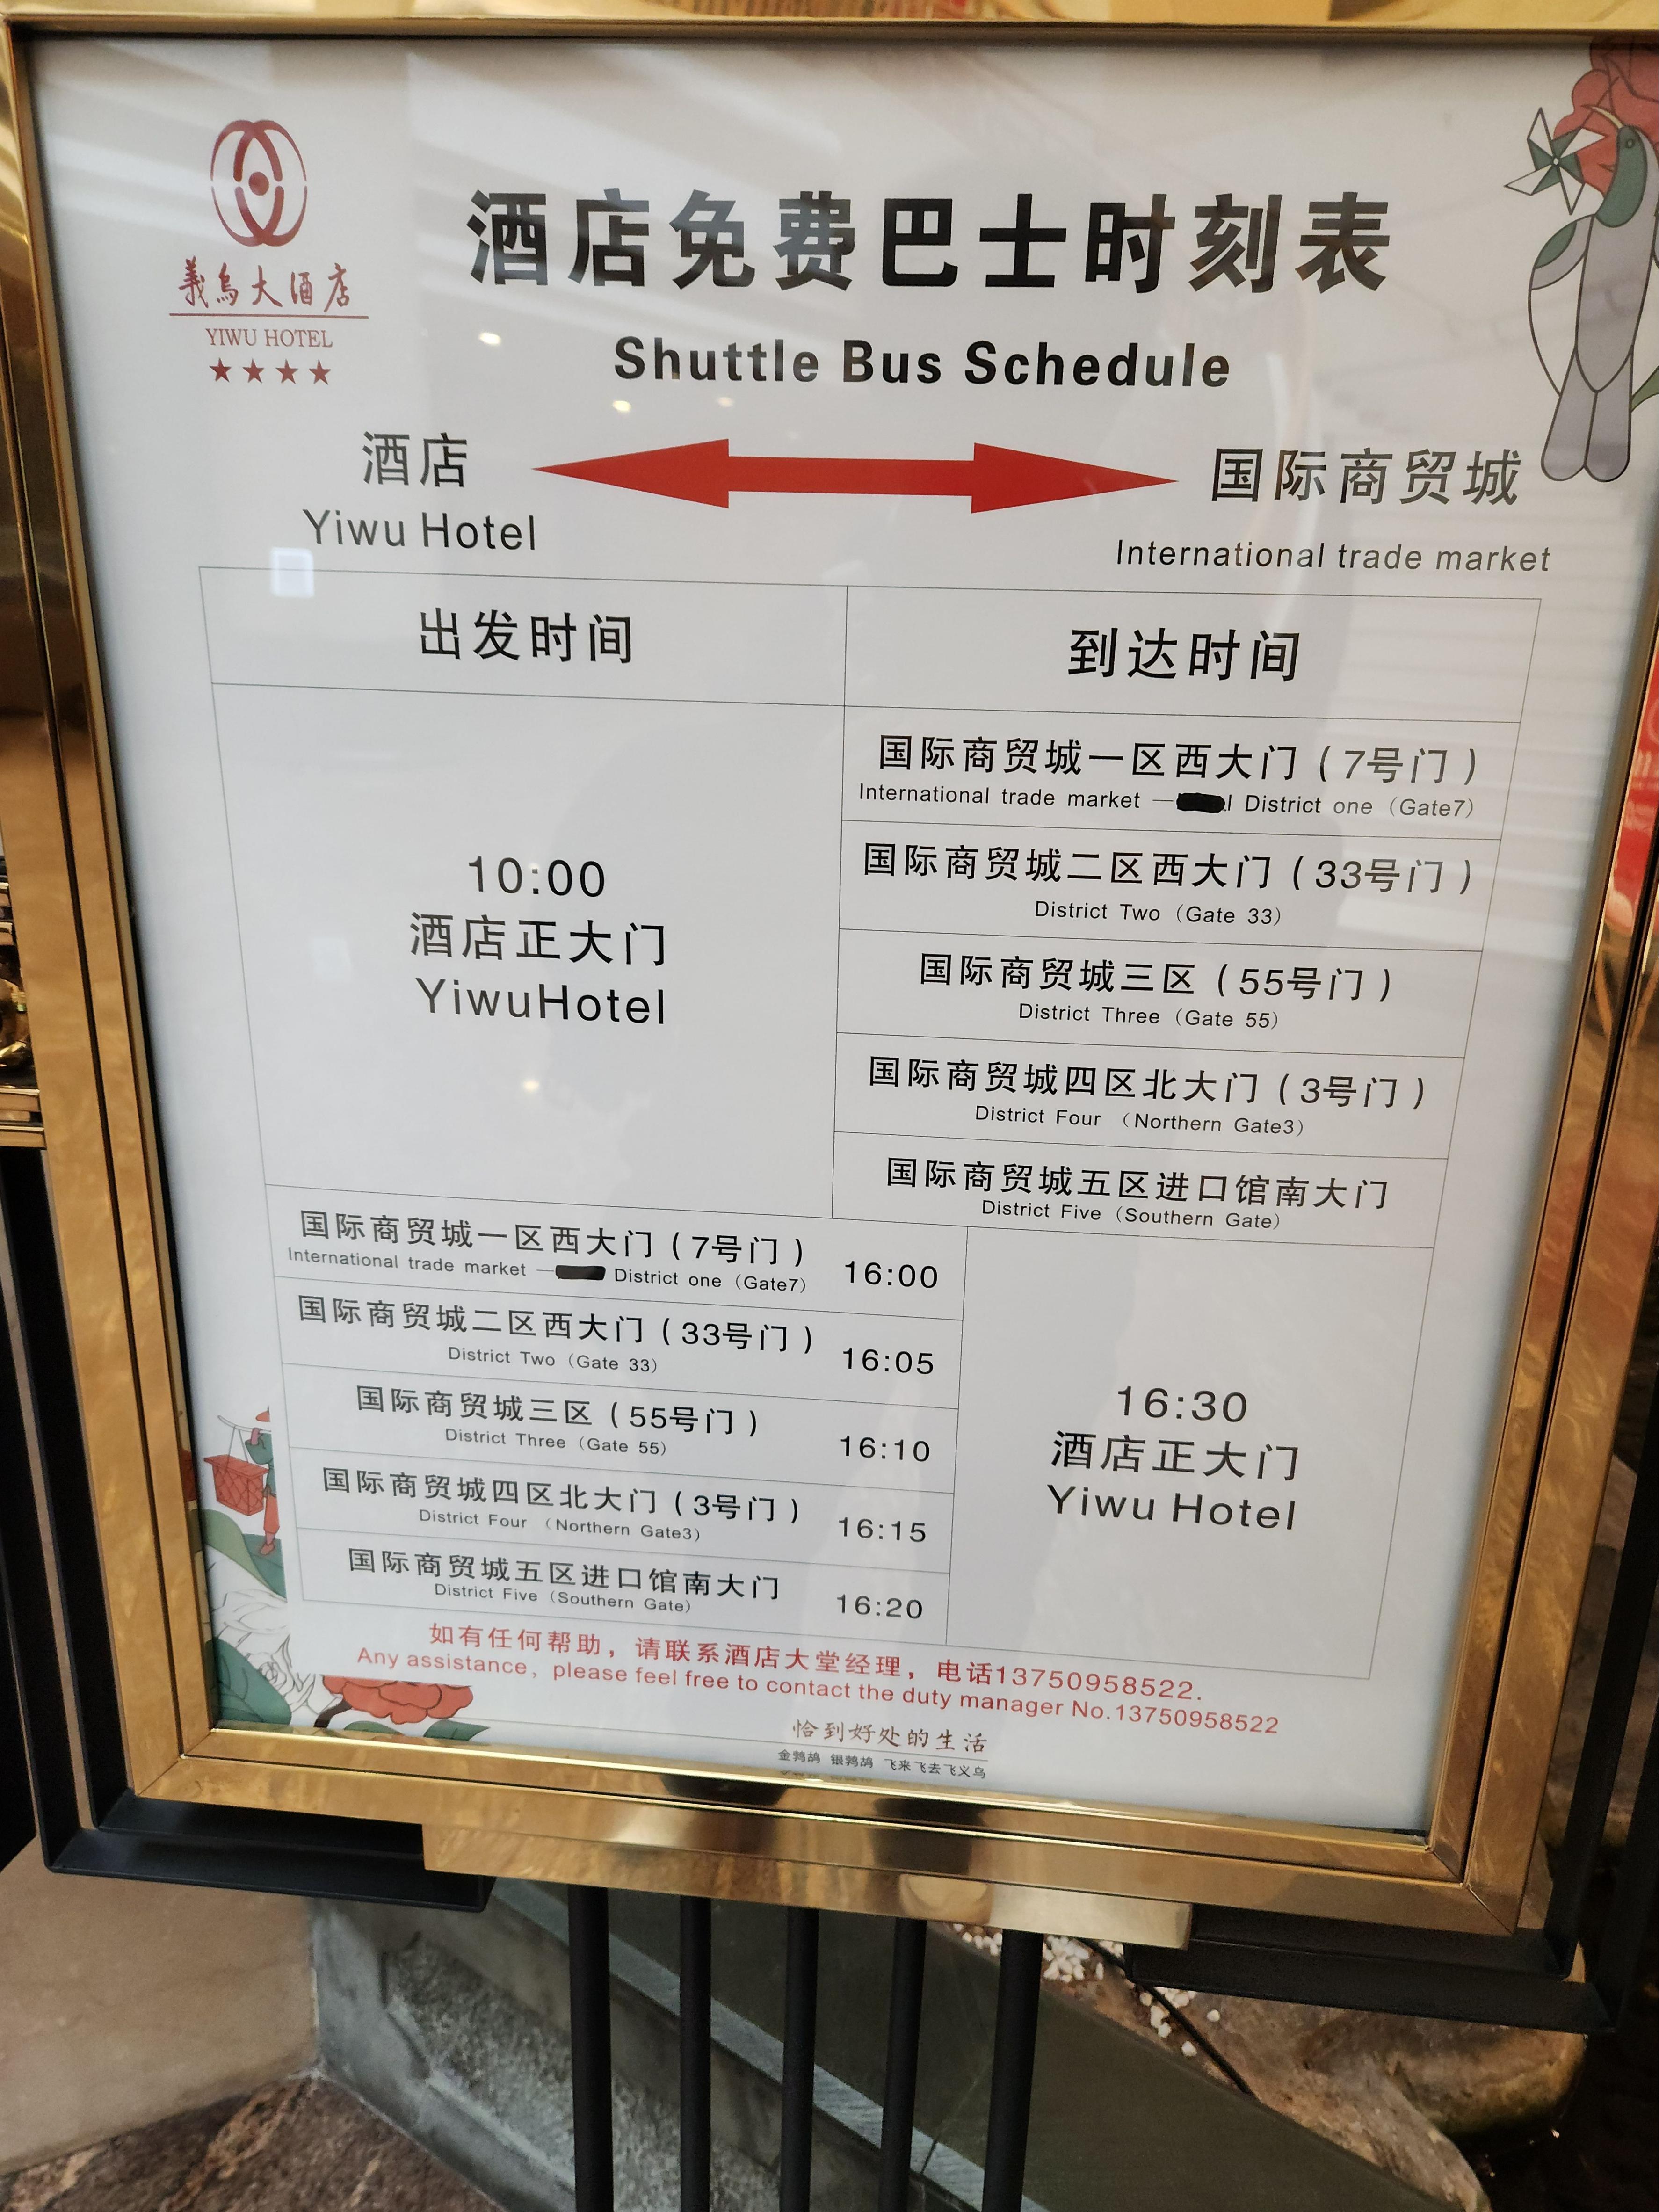 義烏大酒店
YIWU HOTEL
酒店免费巴士时刻表
Shuttle Bus Schedule
酒店
Yiwu Hotel
国际商贸城
International trade market
出发时间
到达时间
10:00
酒店正大门
YiwuHotel
国际商贸城一区西大门（7号门）
International trade market — District one（Gate7）
国际商贸城二区西大门（33号门）
District Two（Gate 33）
国际商贸城三区（55号门）
District Three（Gate 55）
国际商贸城四区北大门（3号门）
District Four （Northern Gate3）
国际商贸城五区进口馆南大门
District Five（Southern Gate）
国际商贸城一区西大门（7号门） 16:00
International trade market — District one（Gate7）
国际商贸城二区西大门（33号门） 16:05
District Two（Gate 33）
国际商贸城三区（55号门） 16:10
District Three（Gate 55）
国际商贸城四区北大门（3号门） 16:15
District Four （Northern Gate3）
国际商贸城五区进口馆南大门 16:20
District Five（Southern Gate）
16:30
酒店正大门
Yiwu Hotel
如有任何帮助，请联系酒店大堂经理，电话13750958522.
Any assistance, please feel free to contact the duty manager No.13750958522
恰到好处的生活
金鹁鸪 银鹁鸪 飞来飞去飞义乌